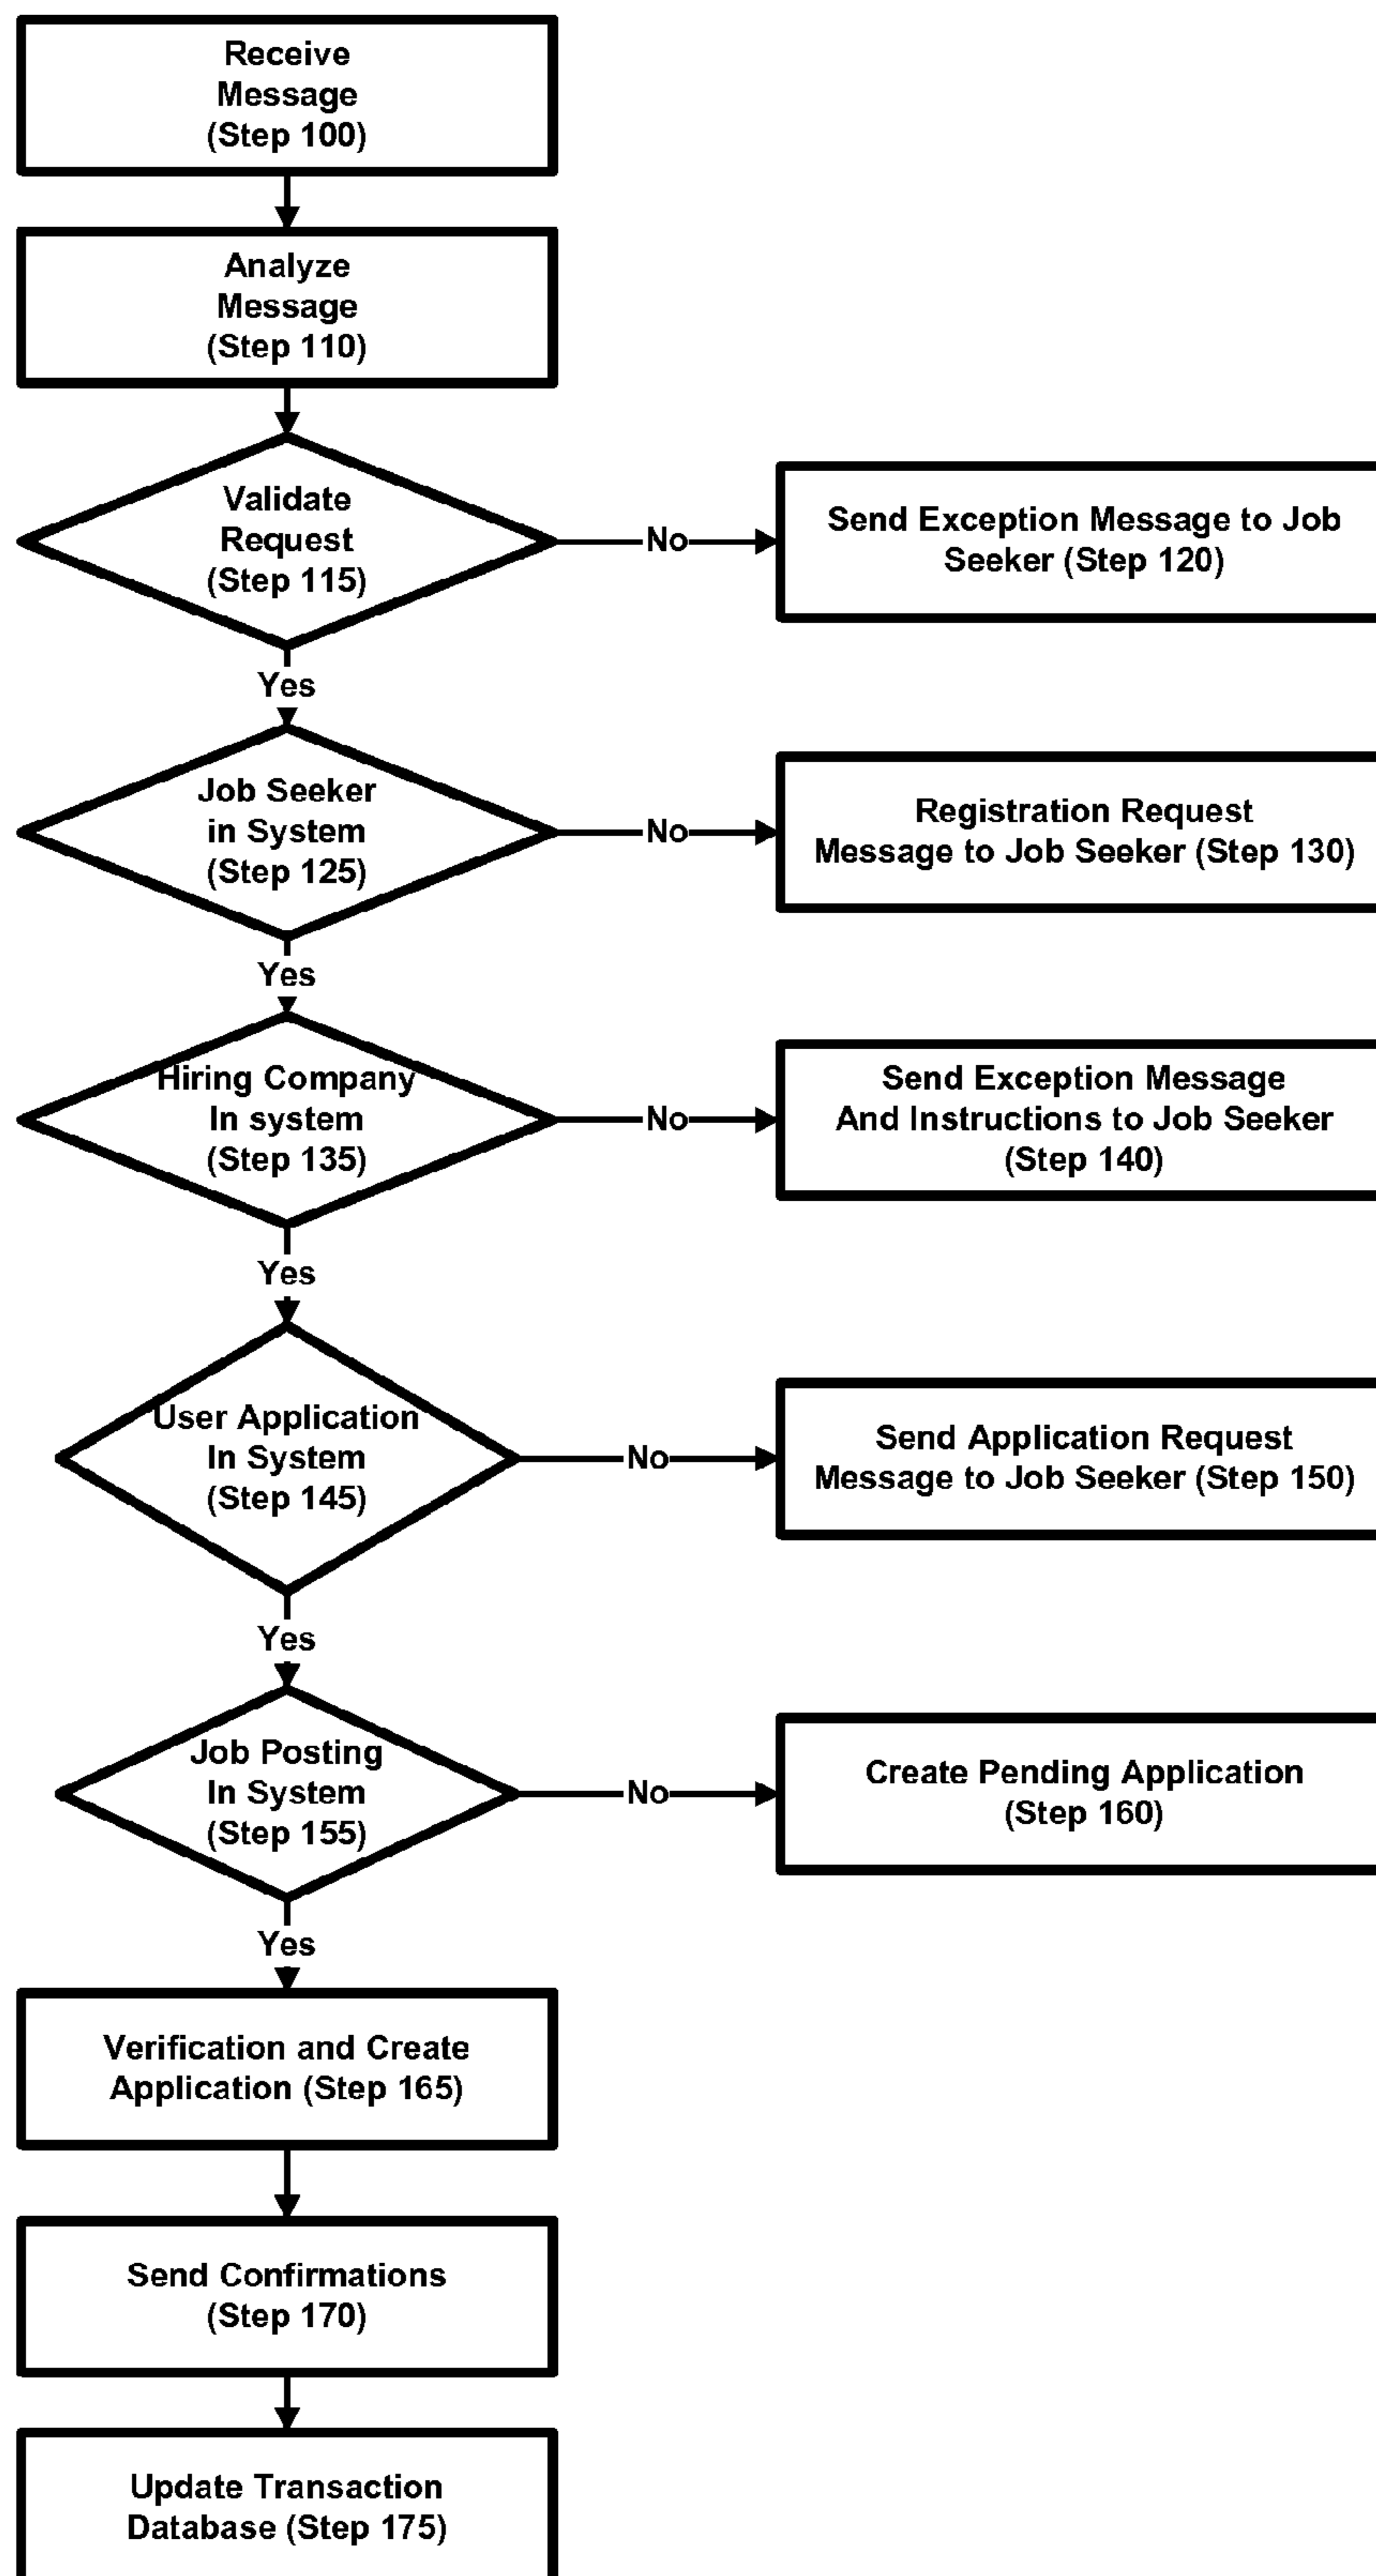 Receive
Message
(Step 100)
Analyze
Message
(Step 110)
Validate
Request
(Step 115)
No
Send Exception Message to Job
Seeker (Step 120)
Yes
Job Seeker
in System
(Step 125)
No
Registration Request
Message to Job Seeker (Step 130)
Yes
Hiring Company
In system
(Step 135)
No
Send Exception Message
And Instructions to Job Seeker
(Step 140)
Yes
User Application
In System
(Step 145)
No
Send Application Request
Message to Job Seeker (Step 150)
Yes
Job Posting
In System
(Step 155)
No
Create Pending Application
(Step 160)
Yes
Verification and Create
Application (Step 165)
Send Confirmations
(Step 170)
Update Transaction
Database (Step 175)